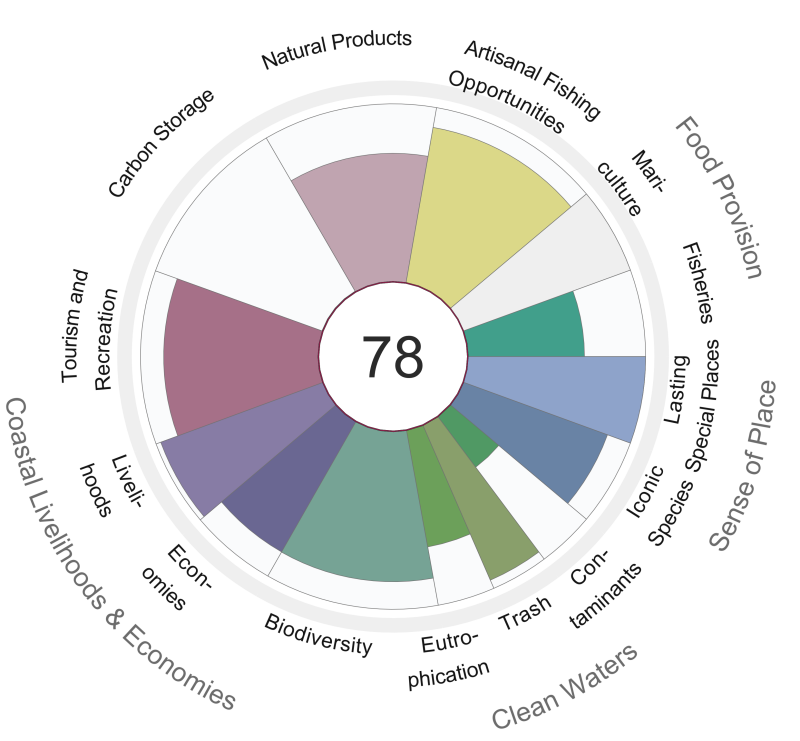 Natural Products
Artisanal Fishing
Opportunities
Mari-
culture
Food Provision
Fisheries
Lasting
Special Places
Sense of Place
Iconic
Species
Con-
taminants
Trash
Clean Waters
Eutro-
phication
Biodiversity
Econ-
omies
Liveli-
hoods
Coastal Livelihoods & Economies
Tourism and
Recreation
Carbon Storage
78